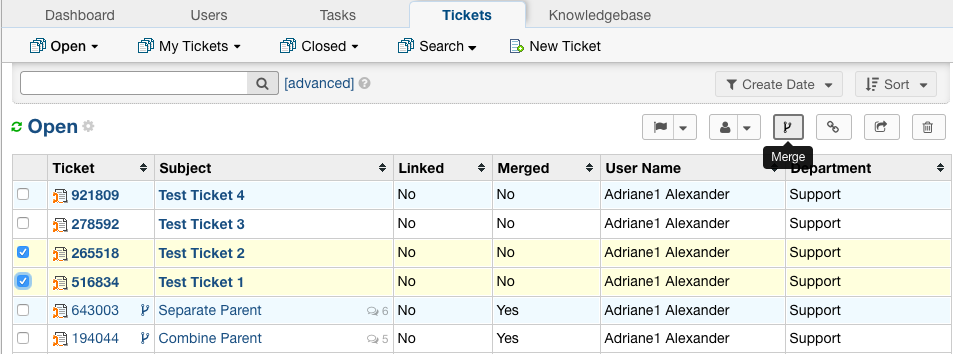 Dashboard Users Tasks Tickets Knowledgebase
Open My Tickets Closed Search New Ticket
[advanced] ? Create Date Sort
Open
Merge
Ticket Subject Linked Merged User Name Department
921809 Test Ticket 4 No No Adriane1 Alexander Support
278592 Test Ticket 3 No No Adriane1 Alexander Support
265518 Test Ticket 2 No No Adriane1 Alexander Support
516834 Test Ticket 1 No No Adriane1 Alexander Support
643003 Separate Parent 6 No Yes Adriane1 Alexander Support
194044 Combine Parent 5 No Yes Adriane1 Alexander Support